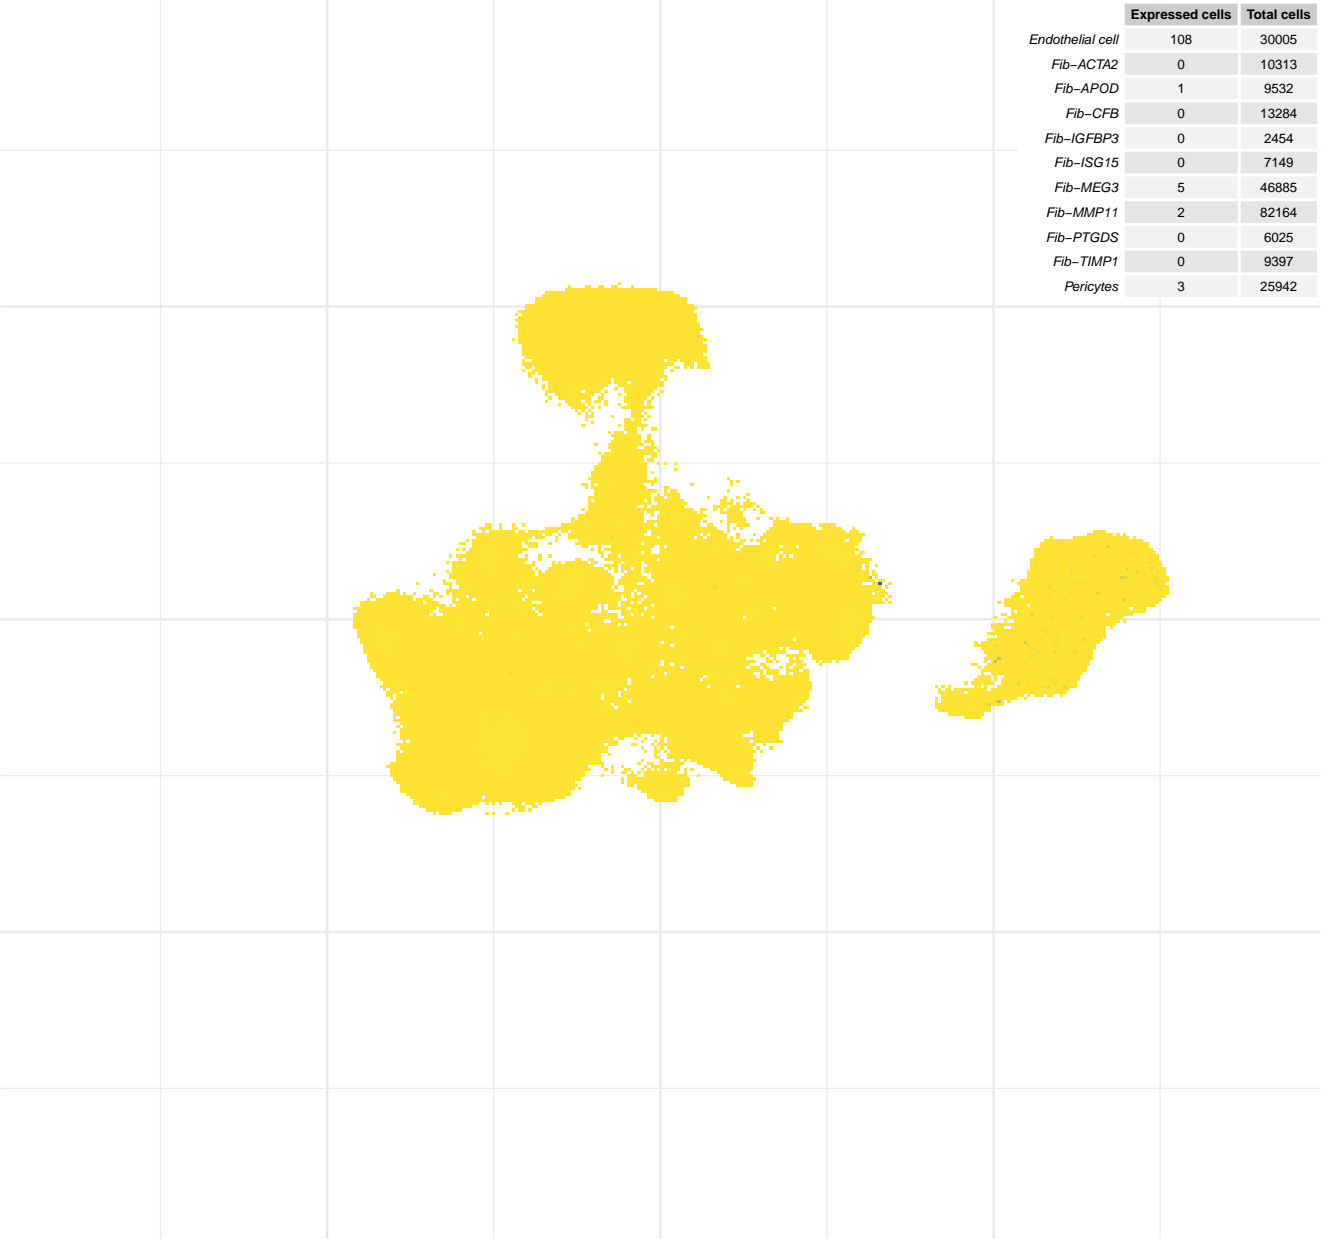 Expressed cells Total cells
Endothelial cell 108 30005
Fib−ACTA2 0 10313
Fib−APOD 1 9532
Fib−CFB 0 13284
Fib−IGFBP3 0 2454
Fib−ISG15 0 7149
Fib−MEG3 5 46885
Fib−MMP11 2 82164
Fib−PTGDS 0 6025
Fib−TIMP1 0 9397
Pericytes 3 25942